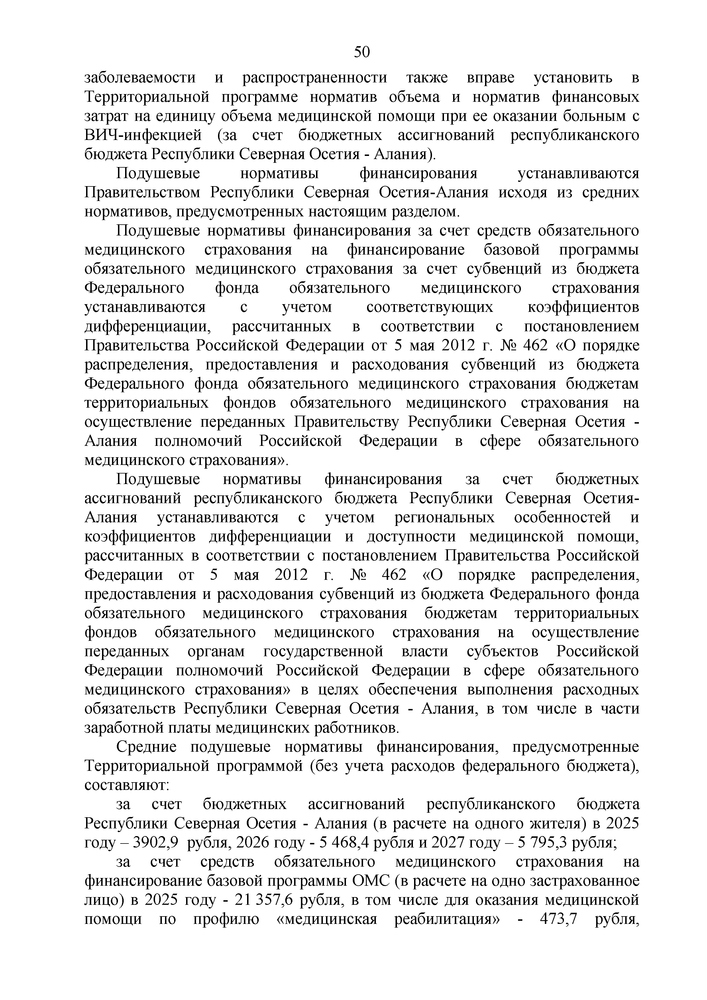 50
заболеваемости и распространенности также вправе установить в
Территориальной программе норматив объема и норматив финансовых
затрат на единицу объема медицинской помощи при ее оказании больным с
ВИЧ-инфекцией (за счет бюджетных ассигнований республиканского
бюджета Республики Северная Осетия - Алания).
Подушевые нормативы финансирования устанавливаются
Правительством Республики Северная Осетия-Алания исходя из средних
нормативов, предусмотренных настоящим разделом.
Подушевые нормативы финансирования за счет средств обязательного
медицинского страхования на финансирование базовой программы
обязательного медицинского страхования за счет субвенций из бюджета
Федерального фонда обязательного медицинского страхования
устанавливаются с учетом соответствующих коэффициентов
дифференциации, рассчитанных в соответствии с постановлением
Правительства Российской Федерации от 5 мая 2012 г. № 462 «О порядке
распределения, предоставления и расходования субвенций из бюджета
Федерального фонда обязательного медицинского страхования бюджетам
территориальных фондов обязательного медицинского страхования на
осуществление переданных Правительству Республики Северная Осетия -
Алания полномочий Российской Федерации в сфере обязательного
медицинского страхования».
Подушевые нормативы финансирования за счет бюджетных
ассигнований республиканского бюджета Республики Северная Осетия-
Алания устанавливаются с учетом региональных особенностей и
коэффициентов дифференциации и доступности медицинской помощи,
рассчитанных в соответствии с постановлением Правительства Российской
Федерации от 5 мая 2012 г. № 462 «О порядке распределения,
предоставления и расходования субвенций из бюджета Федерального фонда
обязательного медицинского страхования бюджетам территориальных
фондов обязательного медицинского страхования на осуществление
переданных органам государственной власти субъектов Российской
Федерации полномочий Российской Федерации в сфере обязательного
медицинского страхования» в целях обеспечения выполнения расходных
обязательств Республики Северная Осетия - Алания, в том числе в части
заработной платы медицинских работников.
Средние подушевые нормативы финансирования, предусмотренные
Территориальной программой (без учета расходов федерального бюджета),
составляют:
за счет бюджетных ассигнований республиканского бюджета
Республики Северная Осетия - Алания (в расчете на одного жителя) в 2025
году – 3902,9  рубля, 2026 году - 5 468,4 рубля и 2027 году – 5 795,3 рубля;
за счет средств обязательного медицинского страхования на
финансирование базовой программы ОМС (в расчете на одно застрахованное
лицо) в 2025 году - 21 357,6 рубля, в том числе для оказания медицинской
помощи по профилю «медицинская реабилитация» - 473,7 рубля,